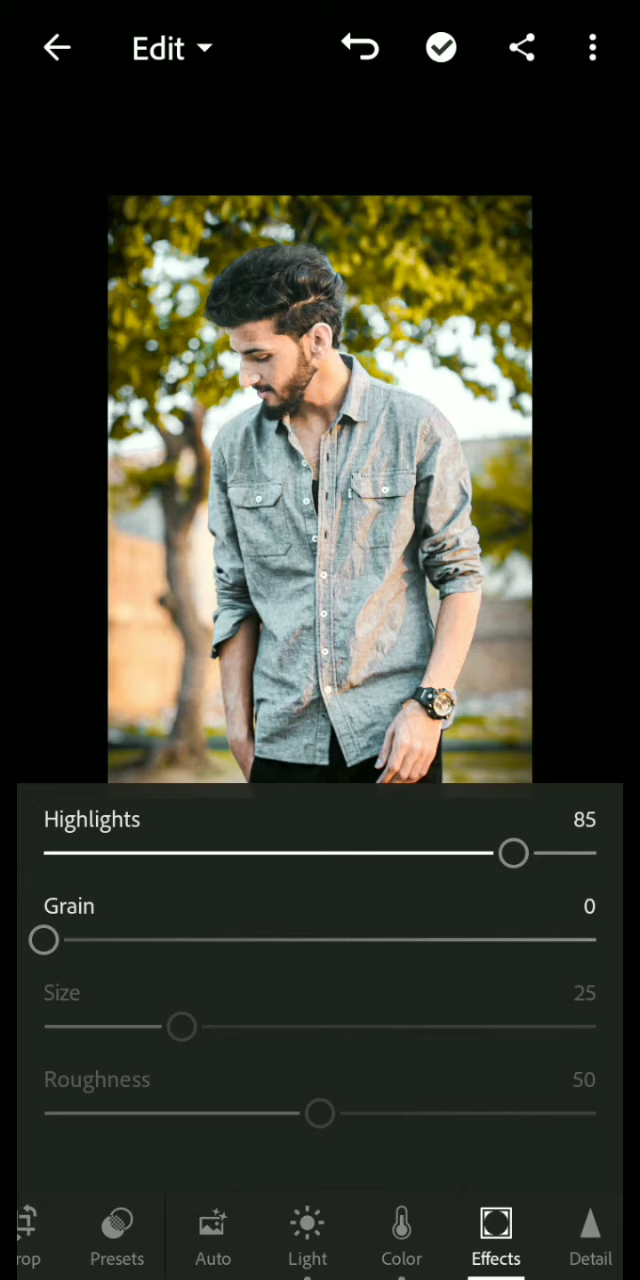 Edit
Highlights 85
Grain 0
Size 25
Roughness 50
rop Presets Auto Light Color Effects Detail